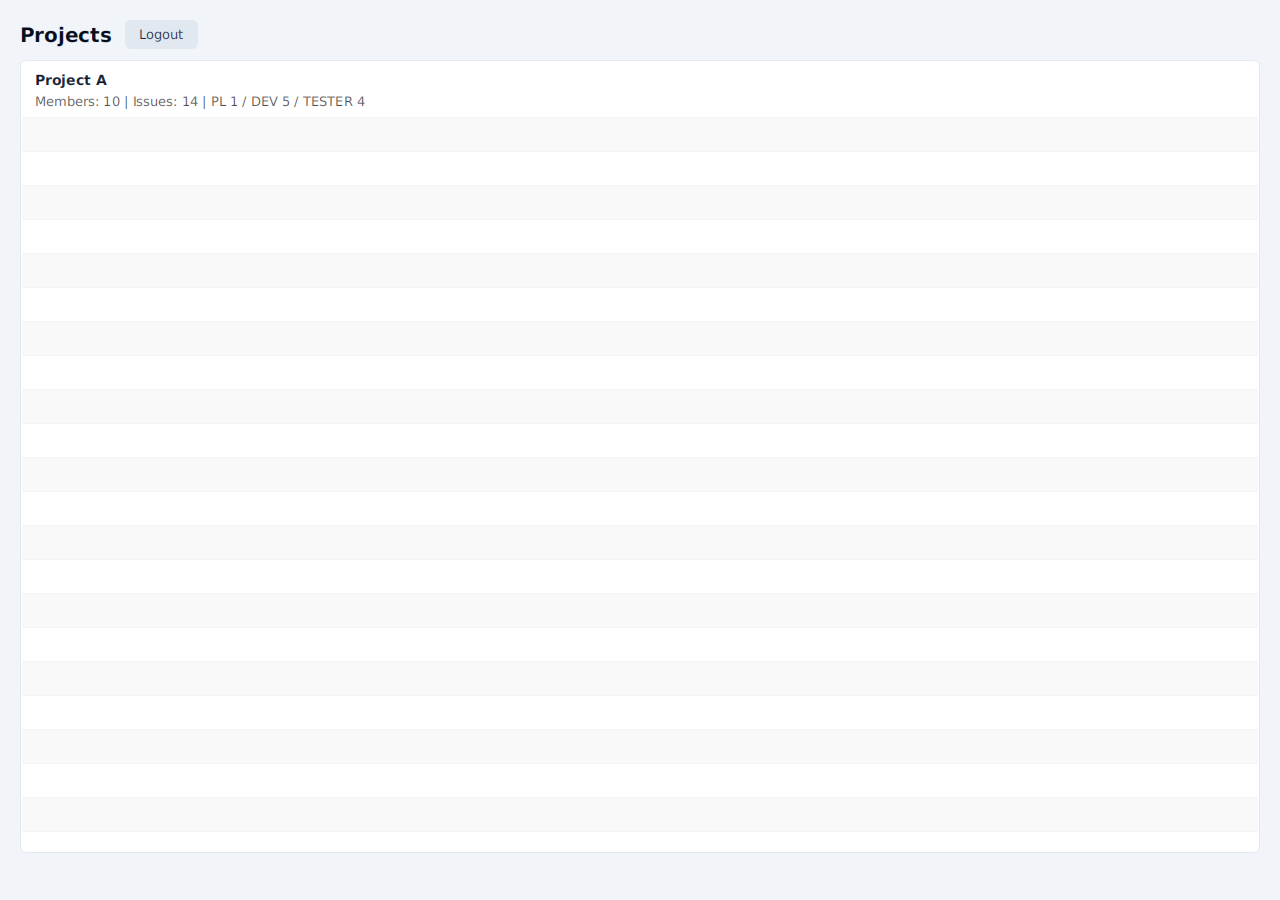 Projects
Logout
Project A
Members: 10 | Issues: 14 | PL 1 / DEV 5 / TESTER 4